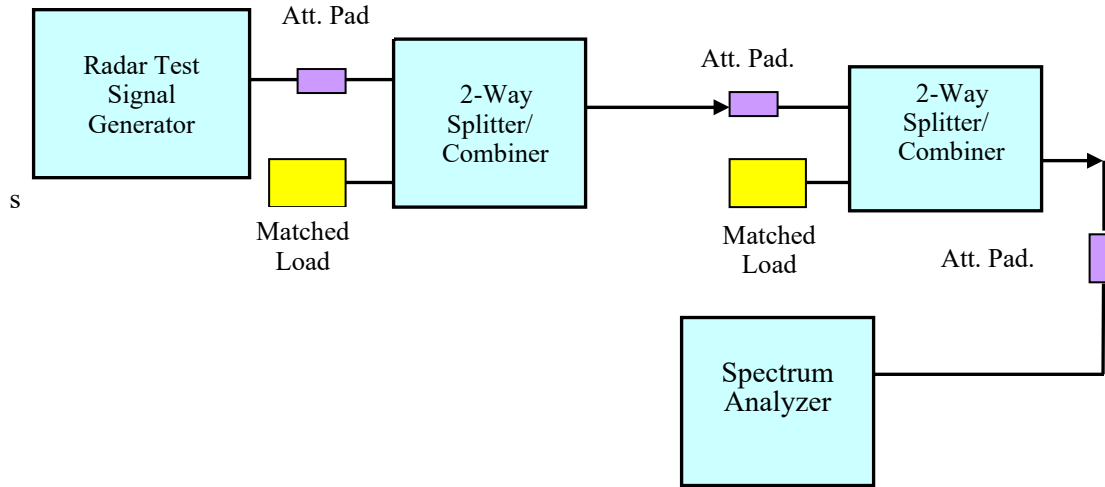 Att. Pad
Radar Test
Signal
Generator
2-Way
Splitter/
Combiner
Matched
Load
s
Att. Pad.
2-Way
Splitter/
Combiner
Matched
Load
Att. Pad.
Spectrum
Analyzer